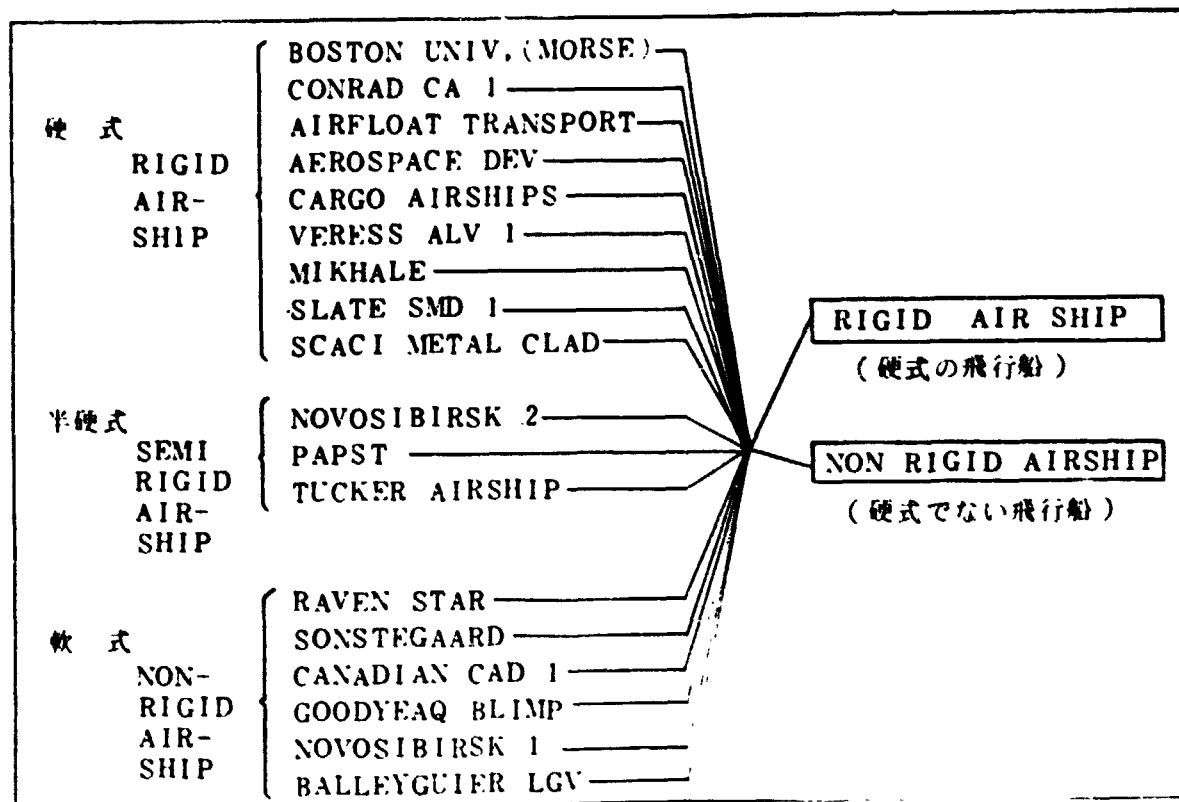 硬 式
RIGID
AIR-
SHIP
BOSTON UNIV. (MORSE)
CONRAD CA 1
AIRFLOAT TRANSPORT
AEROSPACE DEV
CARGO AIRSHIPS
VERESS ALV 1
MIKHALE
SLATE SMD 1
SCACI METAL CLAD
半硬式
SEMI
RIGID
AIR-
SHIP
NOVOSIBIRSK 2
PAPST
TUCKER AIRSHIP
軟 式
NON-
RIGID
AIR-
SHIP
RAVEN STAR
SONSTEGAARD
CANADIAN CAD 1
GOODYEAQ BLIMP
NOVOSIBIRSK 1
BALLEYGUIER LGV
RIGID AIR SHIP
(硬式の飛行船)
NON RIGID AIRSHIP
(硬式でない飛行船)